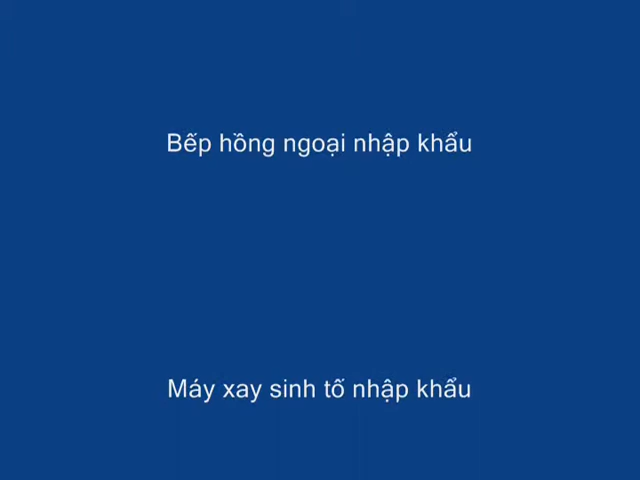 Bếp hồng ngoại nhập khẩu
Máy xay sinh tố nhập khẩu